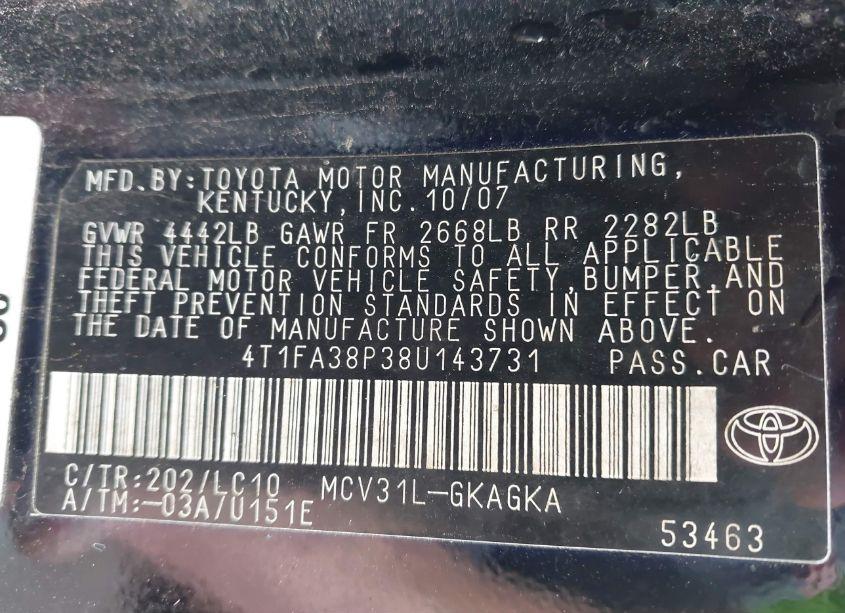 MFD.BY:TOYOTA MOTOR MANUFACTURING,
KENTUCKY,INC.10/07
GVWR 4442LB GAWR FR 2668LB RR 2282LB
THIS VEHICLE CONFORMS TO ALL APPLICABLE
FEDERAL MOTOR VEHICLE SAFETY,BUMPER,AND
THEFT PREVENTION STANDARDS IN EFFECT ON
THE DATE OF MANUFACTURE SHOWN ABOVE.
4T1FA38P38U143731 PASS.CAR
C/TR:202/LC10 MCV31L-GKAGKA
A/TM:-03A/U151E
53463